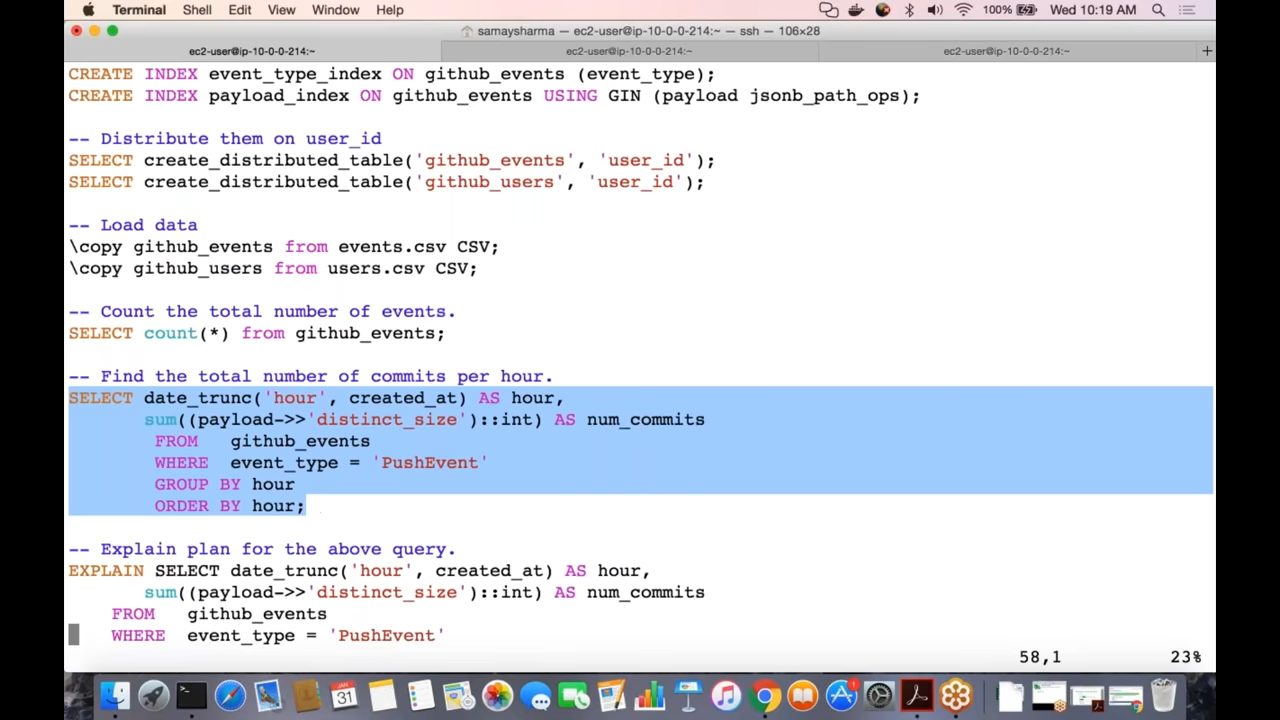 Terminal Shell Edit View Window Help 100% Wed 10:19 AM
samaysharma — ec2-user@ip-10-0-0-214:~ — ssh — 106×28
ec2-user@ip-10-0-0-214:~ ec2-user@ip-10-0-0-214:~ ec2-user@ip-10-0-0-214:~ +
CREATE INDEX event_type_index ON github_events (event_type);
CREATE INDEX payload_index ON github_events USING GIN (payload jsonb_path_ops);
-- Distribute them on user_id
SELECT create_distributed_table('github_events', 'user_id');
SELECT create_distributed_table('github_users', 'user_id');
-- Load data
\copy github_events from events.csv CSV;
\copy github_users from users.csv CSV;
-- Count the total number of events.
SELECT count(*) from github_events;
-- Find the total number of commits per hour.
SELECT date_trunc('hour', created_at) AS hour,
sum((payload->>'distinct_size')::int) AS num_commits
FROM github_events
WHERE event_type = 'PushEvent'
GROUP BY hour
ORDER BY hour;
-- Explain plan for the above query.
EXPLAIN SELECT date_trunc('hour', created_at) AS hour,
sum((payload->>'distinct_size')::int) AS num_commits
FROM github_events
WHERE event_type = 'PushEvent'
58,1 23%
31
1